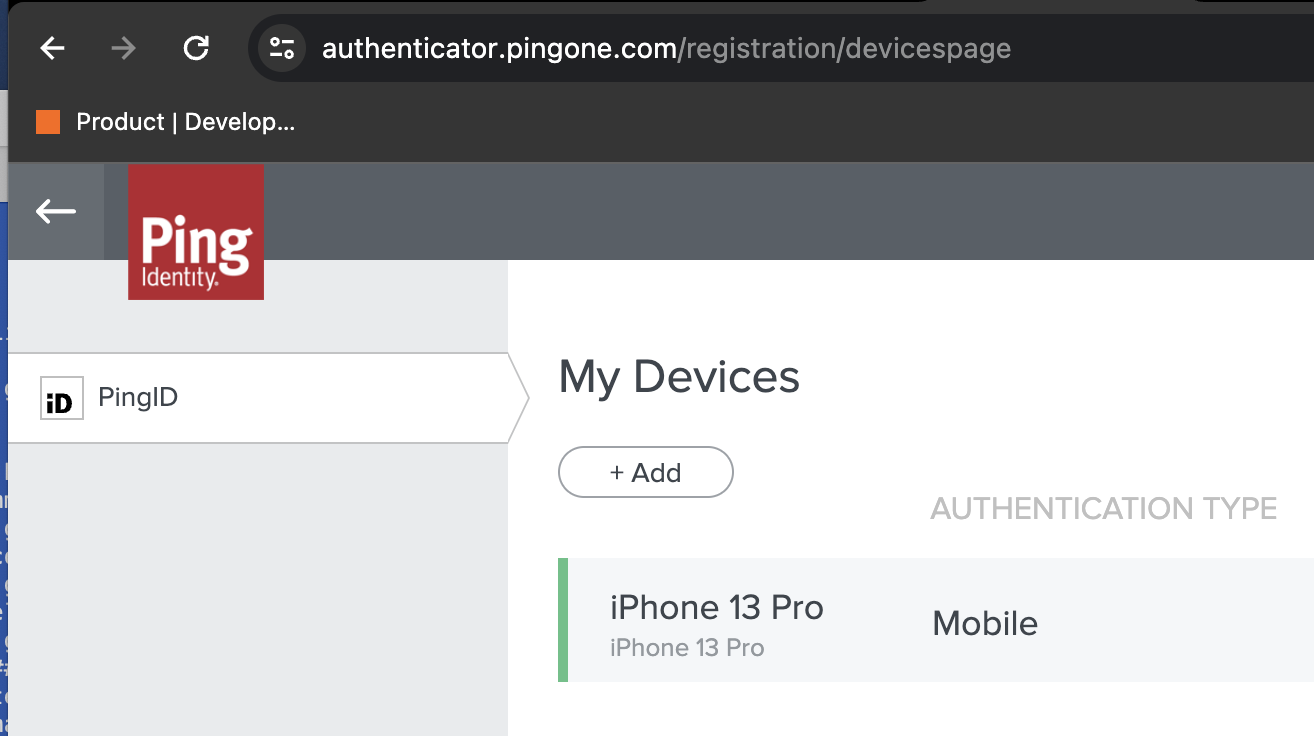 authenticator.pingone.com/registration/devicespage
Product | Develop...
Ping
Identity.
iD PingID
My Devices
+ Add
AUTHENTICATION TYPE
iPhone 13 Pro
iPhone 13 Pro
Mobile